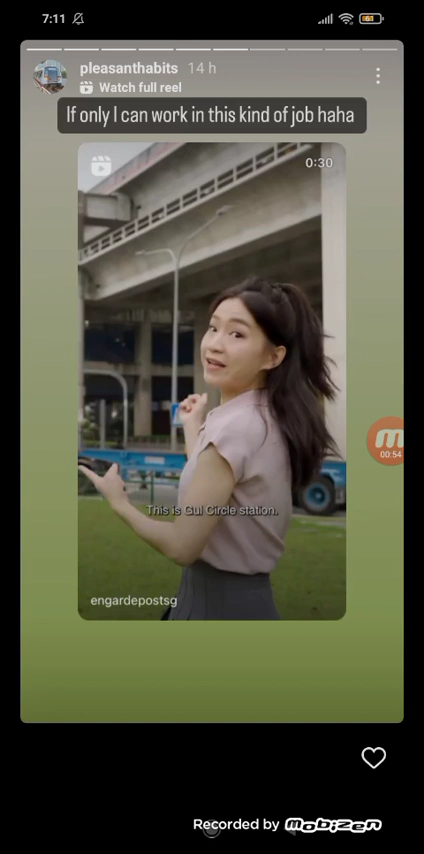 7:11
pleasanthabits 14 h
Watch full reel
If only I can work in this kind of job haha
0:30
00:54
This is Gul Circle station.
engardepostsg
Recorded by mobizen